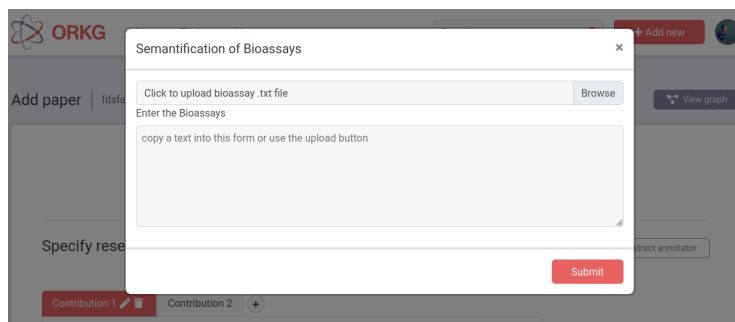 ORKG
Add new
Semantification of Bioassays
×
Add paper
fdsfa
View graph
Click to upload bioassay .txt file
Browse
Enter the Bioassays
copy a text into this form or use the upload button
Specify rese
stract annotator
Submit
Contribution 1
Contribution 2
+